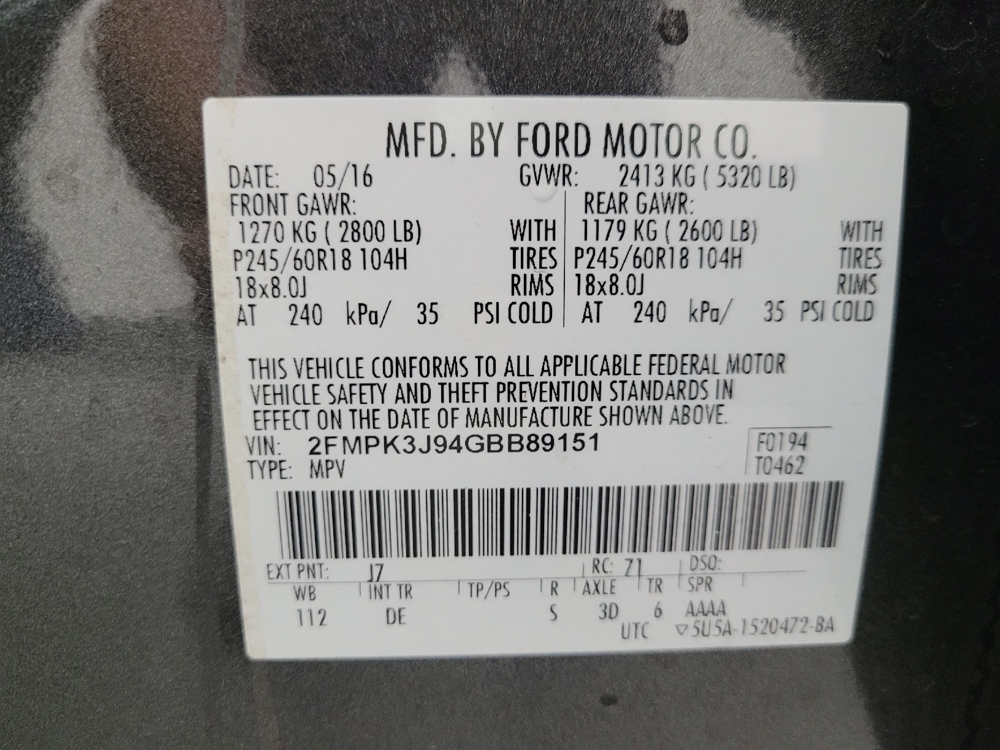 MFD. BY FORD MOTOR CO.
DATE: 05/16 GVWR: 2413 KG ( 5320 LB)
FRONT GAWR: REAR GAWR:
1270 KG ( 2800 LB) WITH 1179 KG ( 2600 LB) WITH
P245/60R18 104H TIRES P245/60R18 104H TIRES
18x8.0J RIMS 18x8.0J RIMS
AT 240 kPa/ 35 PSI COLD AT 240 kPa/ 35 PSI COLD
THIS VEHICLE CONFORMS TO ALL APPLICABLE FEDERAL MOTOR
VEHICLE SAFETY AND THEFT PREVENTION STANDARDS IN
EFFECT ON THE DATE OF MANUFACTURE SHOWN ABOVE.
VIN: 2FMPK3J94GBB89151 F0194
TYPE: MPV T0462
EXT PNT: J7 RC: 71 DSO:
WB INT TR TP/PS R AXLE TR SPR
112 DE S 3D 6 AAAA
UTC ▽5U5A-1520472-BA